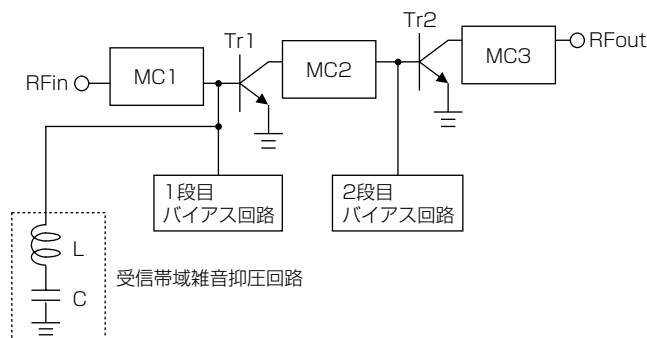 Tr2
Tr1
RFin
MC1
MC2
MC3
RFout
1段目
バイアス回路
2段目
バイアス回路
L
C
受信帯域雑音抑圧回路